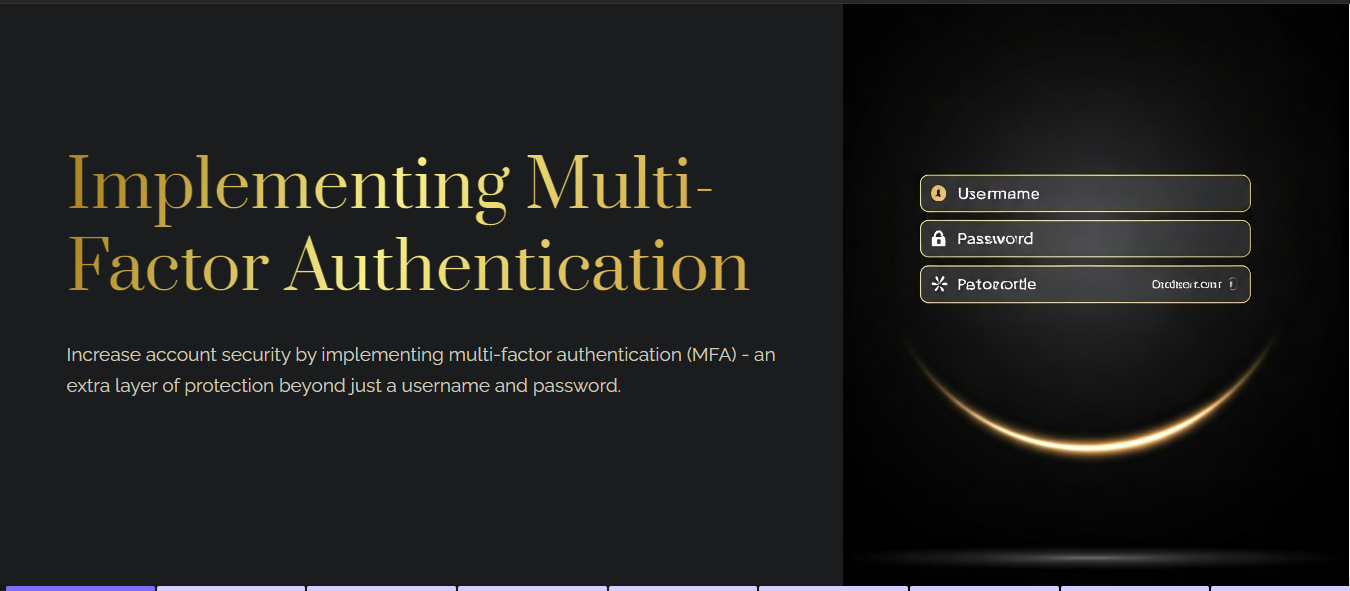 Implementing Multi-
Factor Authentication
Increase account security by implementing multi-factor authentication (MFA) - an
extra layer of protection beyond just a username and password.
Username
Password